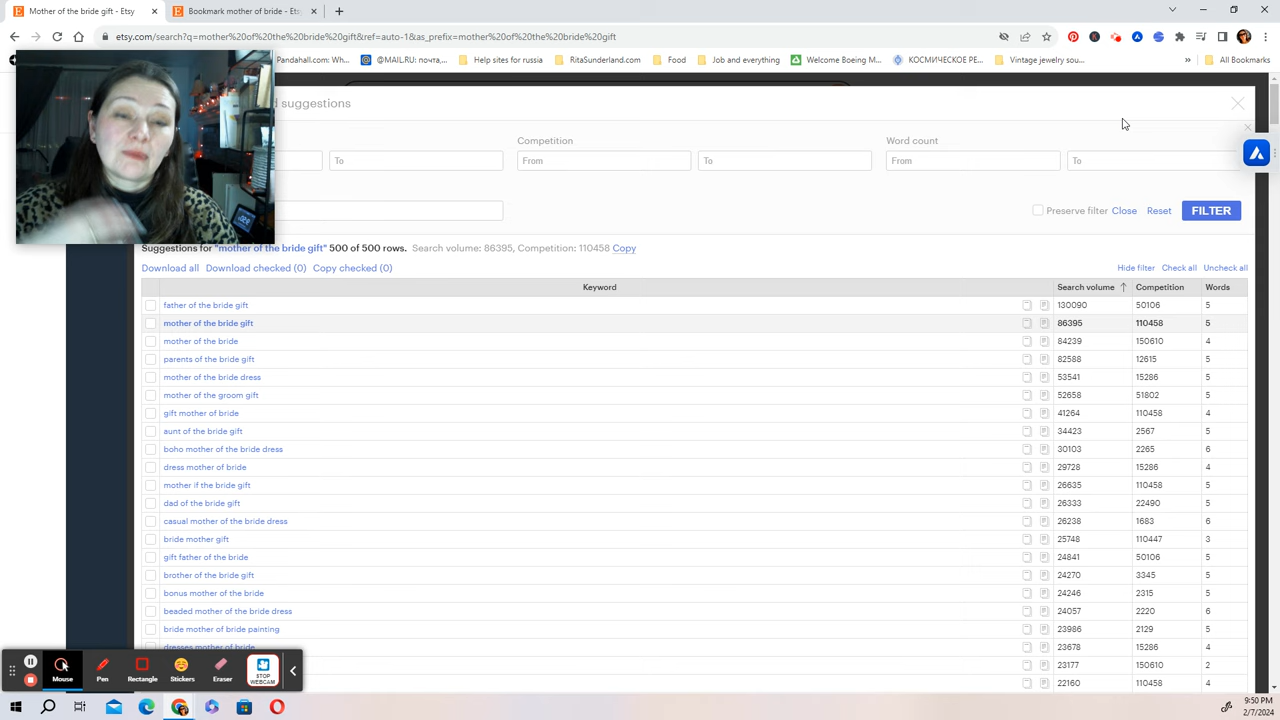 Mother of the bride gift - Etsy
Bookmark mother of bride - Ets
etsy.com/search?q=mother%20of%20the%20bride%20gift&ref=auto-1&as_prefix=mother%20of%20the%20bride%20gift
Pandahall.com: Wh...
@MAIL.RU: почта,...
Help sites for russia
RitaSunderland.com
Food
Job and everything
Welcome Boeing M...
КОСМИЧЕСКОЕ РЕ...
Vintage jewelry sou...
»
All Bookmarks
d suggestions
To
Competition
From
To
Word count
From
To
Preserve filter Close Reset FILTER
Suggestions for "mother of the bride gift" 500 of 500 rows. Search volume: 86395, Competition: 110458 Copy
Download all Download checked (0) Copy checked (0)
Hide filter Check all Uncheck all
Keyword Search volume Competition Words
father of the bride gift 130090 50106 5
mother of the bride gift 86395 110458 5
mother of the bride 84239 150610 4
parents of the bride gift 82588 12615 5
mother of the bride dress 53541 15286 5
mother of the groom gift 52658 51802 5
gift mother of bride 41264 110458 4
aunt of the bride gift 34423 2567 5
boho mother of the bride dress 30103 2265 6
dress mother of bride 29728 15286 4
mother if the bride gift 26635 110458 5
dad of the bride gift 26333 22490 5
casual mother of the bride dress 26238 1683 6
bride mother gift 25748 110447 3
gift father of the bride 24841 50106 5
brother of the bride gift 24270 3345 5
bonus mother of the bride 24246 2315 5
beaded mother of the bride dress 24057 2220 6
bride mother of bride painting 23986 2129 5
dresses mother of bride 23678 15286 4
23177 150610 2
22160 110458 4
Mouse
Pen
Rectangle
Stickers
Eraser
STOP
WEBCAM
9:50 PM
2/7/2024